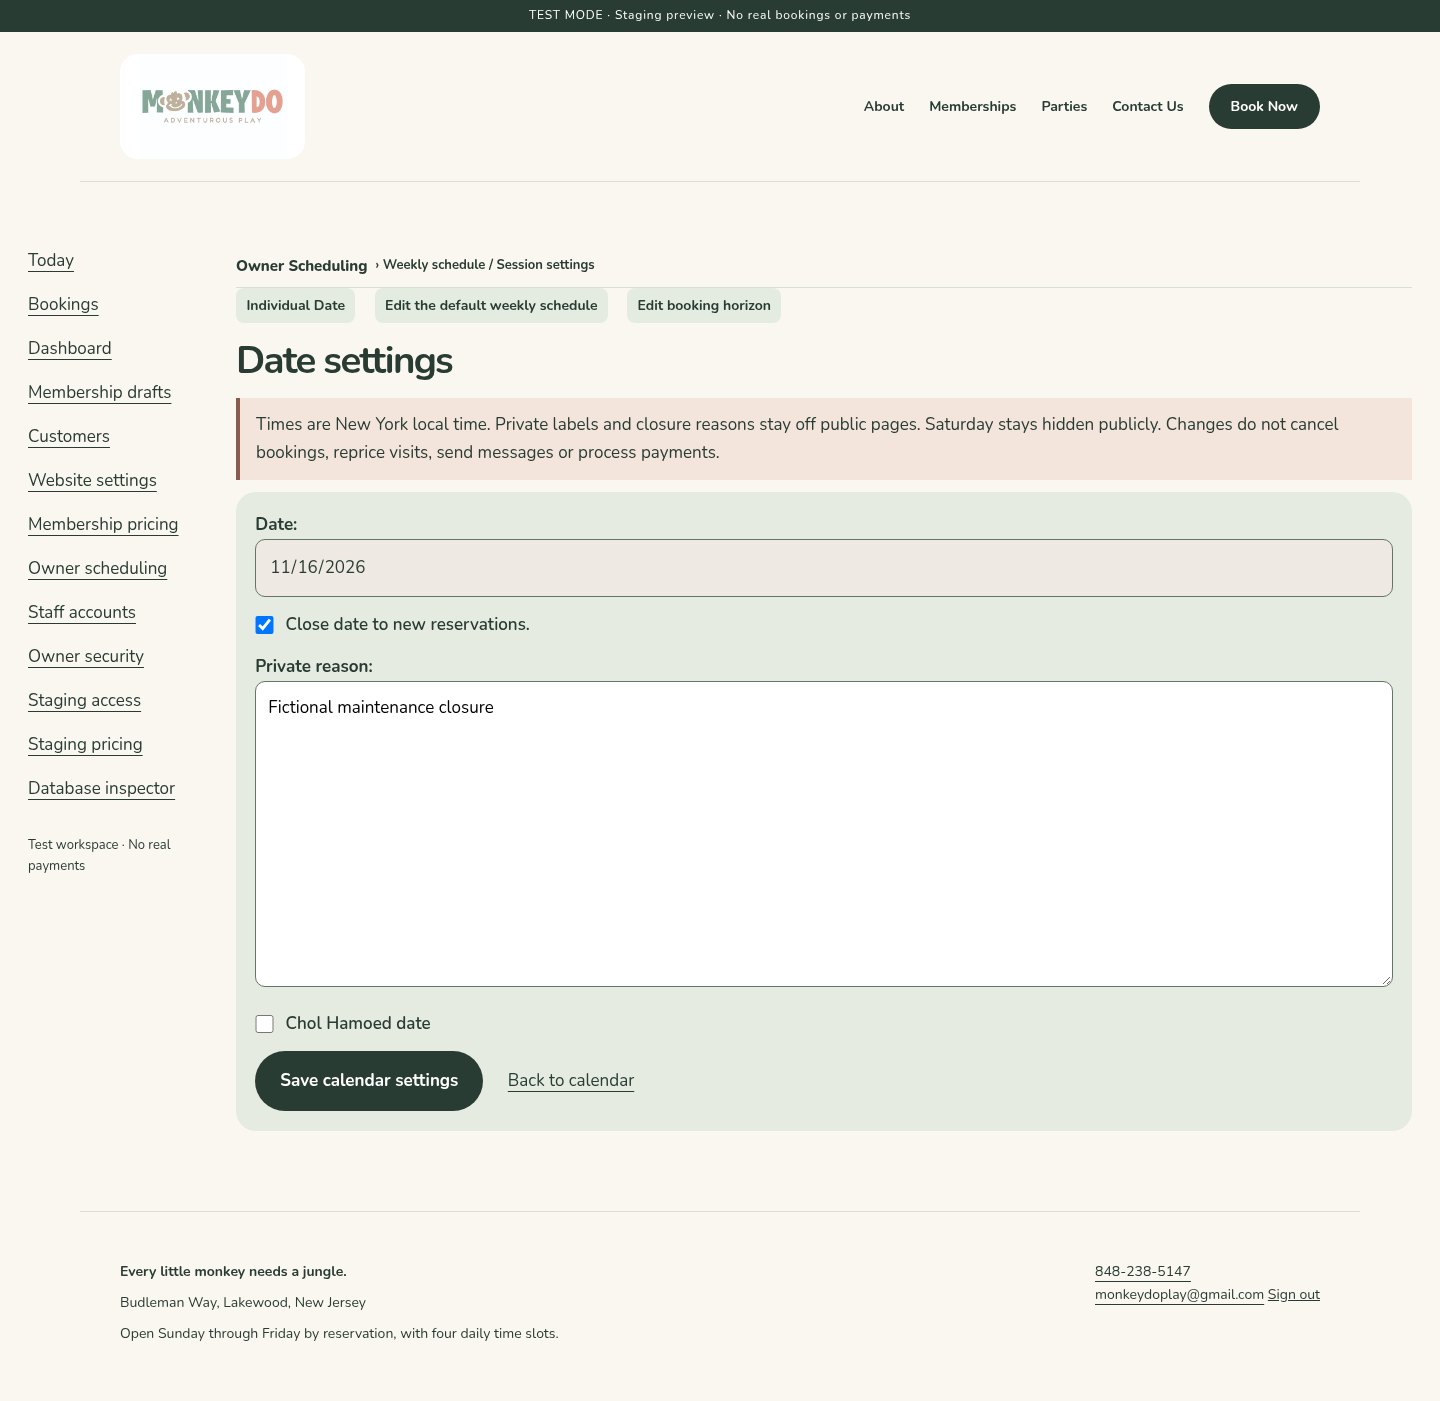 TEST MODE · Staging preview · No real bookings or payments
MONKEYDO
ADVENTUROUS PLAY
About
Memberships
Parties
Contact Us
Book Now
Today
Bookings
Dashboard
Membership drafts
Customers
Website settings
Membership pricing
Owner scheduling
Staff accounts
Owner security
Staging access
Staging pricing
Database inspector
Test workspace · No real
payments
Owner Scheduling › Weekly schedule / Session settings
Individual Date
Edit the default weekly schedule
Edit booking horizon
Date settings
Times are New York local time. Private labels and closure reasons stay off public pages. Saturday stays hidden publicly. Changes do not cancel
bookings, reprice visits, send messages or process payments.
Date:
11/16/2026
Close date to new reservations.
Private reason:
Fictional maintenance closure
Chol Hamoed date
Save calendar settings
Back to calendar
Every little monkey needs a jungle.
Budleman Way, Lakewood, New Jersey
Open Sunday through Friday by reservation, with four daily time slots.
848-238-5147
monkeydoplay@gmail.com Sign out